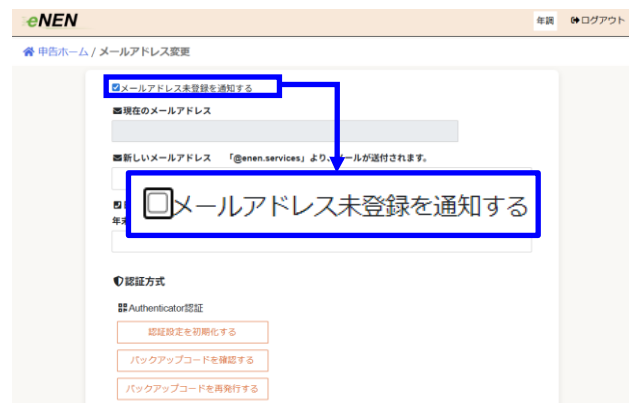 eNEN
年調 ログアウト
申告ホーム / メールアドレス変更
メールアドレス未登録を通知する
現在のメールアドレス
新しいメールアドレス 「@enen.services」より、メールが送付されます。
メールアドレス未登録を通知する
認証方式
Authenticator認証
認証設定を初期化する
バックアップコードを確認する
バックアップコードを再発行する